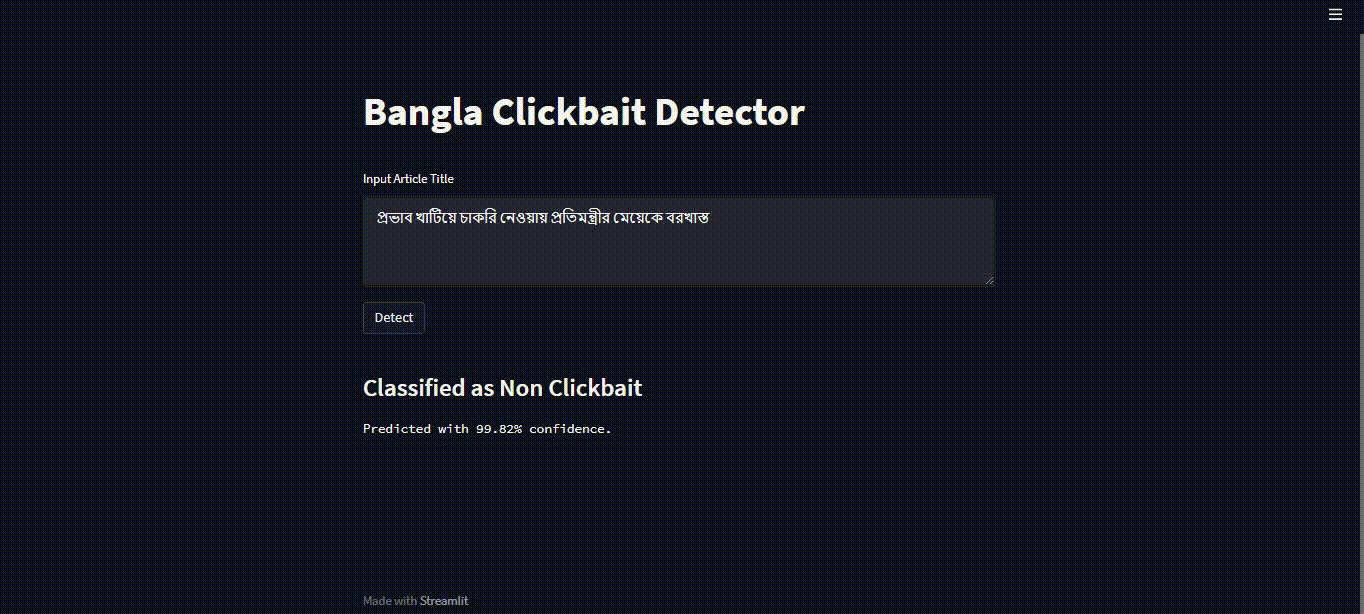 Bangla Clickbait Detector
Input Article Title
প্রভাব খাটিয়ে চাকরি নেওয়ায় প্রতিমন্ত্রীর মেয়েকে বরখাস্ত
Detect
Classified as Non Clickbait
Predicted with 99.82% confidence.
Made with Streamlit